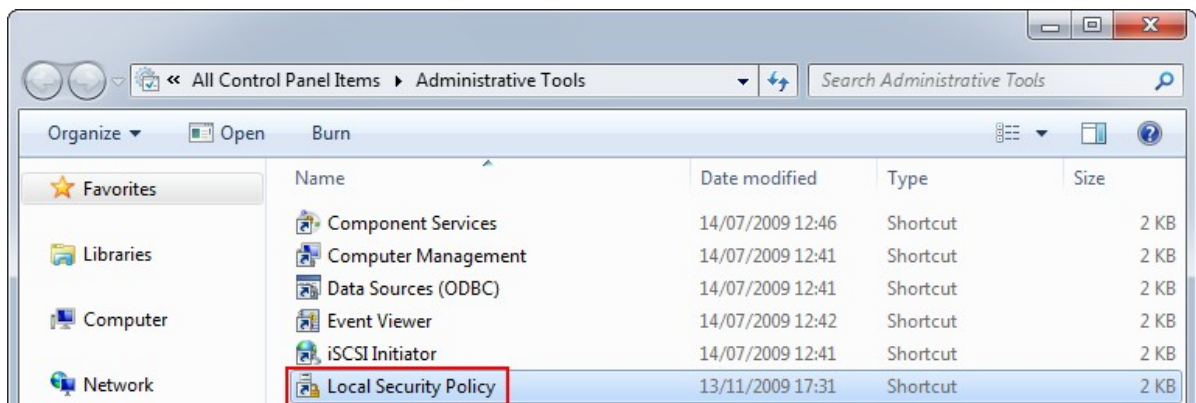 « All Control Panel Items ▸ Administrative Tools Search Administrative Tools
Organize Open Burn
Favorites
Libraries
Computer
Network
Name Date modified Type Size
Component Services 14/07/2009 12:46 Shortcut 2 KB
Computer Management 14/07/2009 12:41 Shortcut 2 KB
Data Sources (ODBC) 14/07/2009 12:41 Shortcut 2 KB
Event Viewer 14/07/2009 12:42 Shortcut 2 KB
iSCSI Initiator 14/07/2009 12:41 Shortcut 2 KB
Local Security Policy 13/11/2009 17:31 Shortcut 2 KB